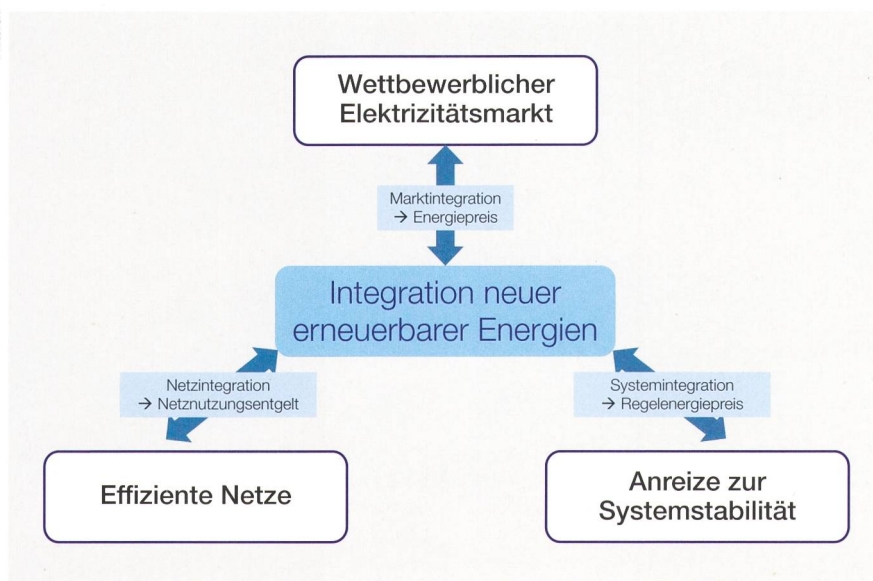 Wettbewerblicher
Elektrizitätsmarkt
Marktintegration
→ Energiepreis
Integration neuer
erneuerbarer Energien
Netzintegration
→ Netznutzungsentgelt
Systemintegration
→ Regelenergiepreis
Effiziente Netze
Anreize zur
Systemstabilität